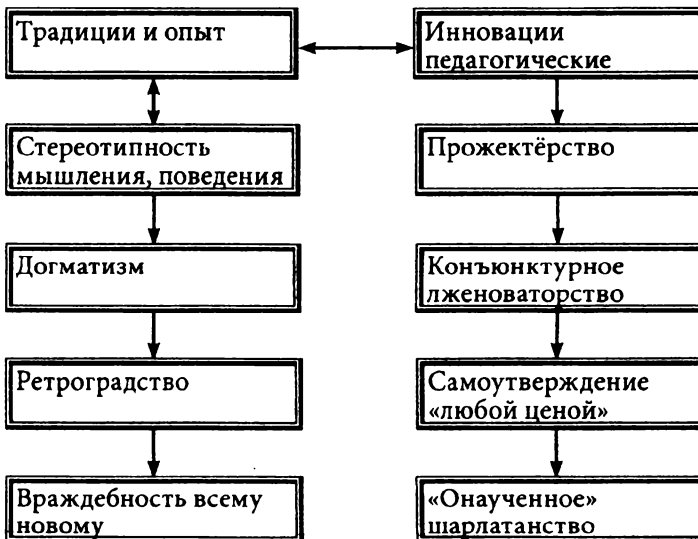 Традиции и опыт
Инновации
педагогические
Стереотипность
мышления, поведения
Прожектёрство
Догматизм
Конъюнктурное
лженоваторство
Ретроградство
Самоутверждение
«любой ценой»
Враждебность всему
новому
«Онаученное»
шарлатанство